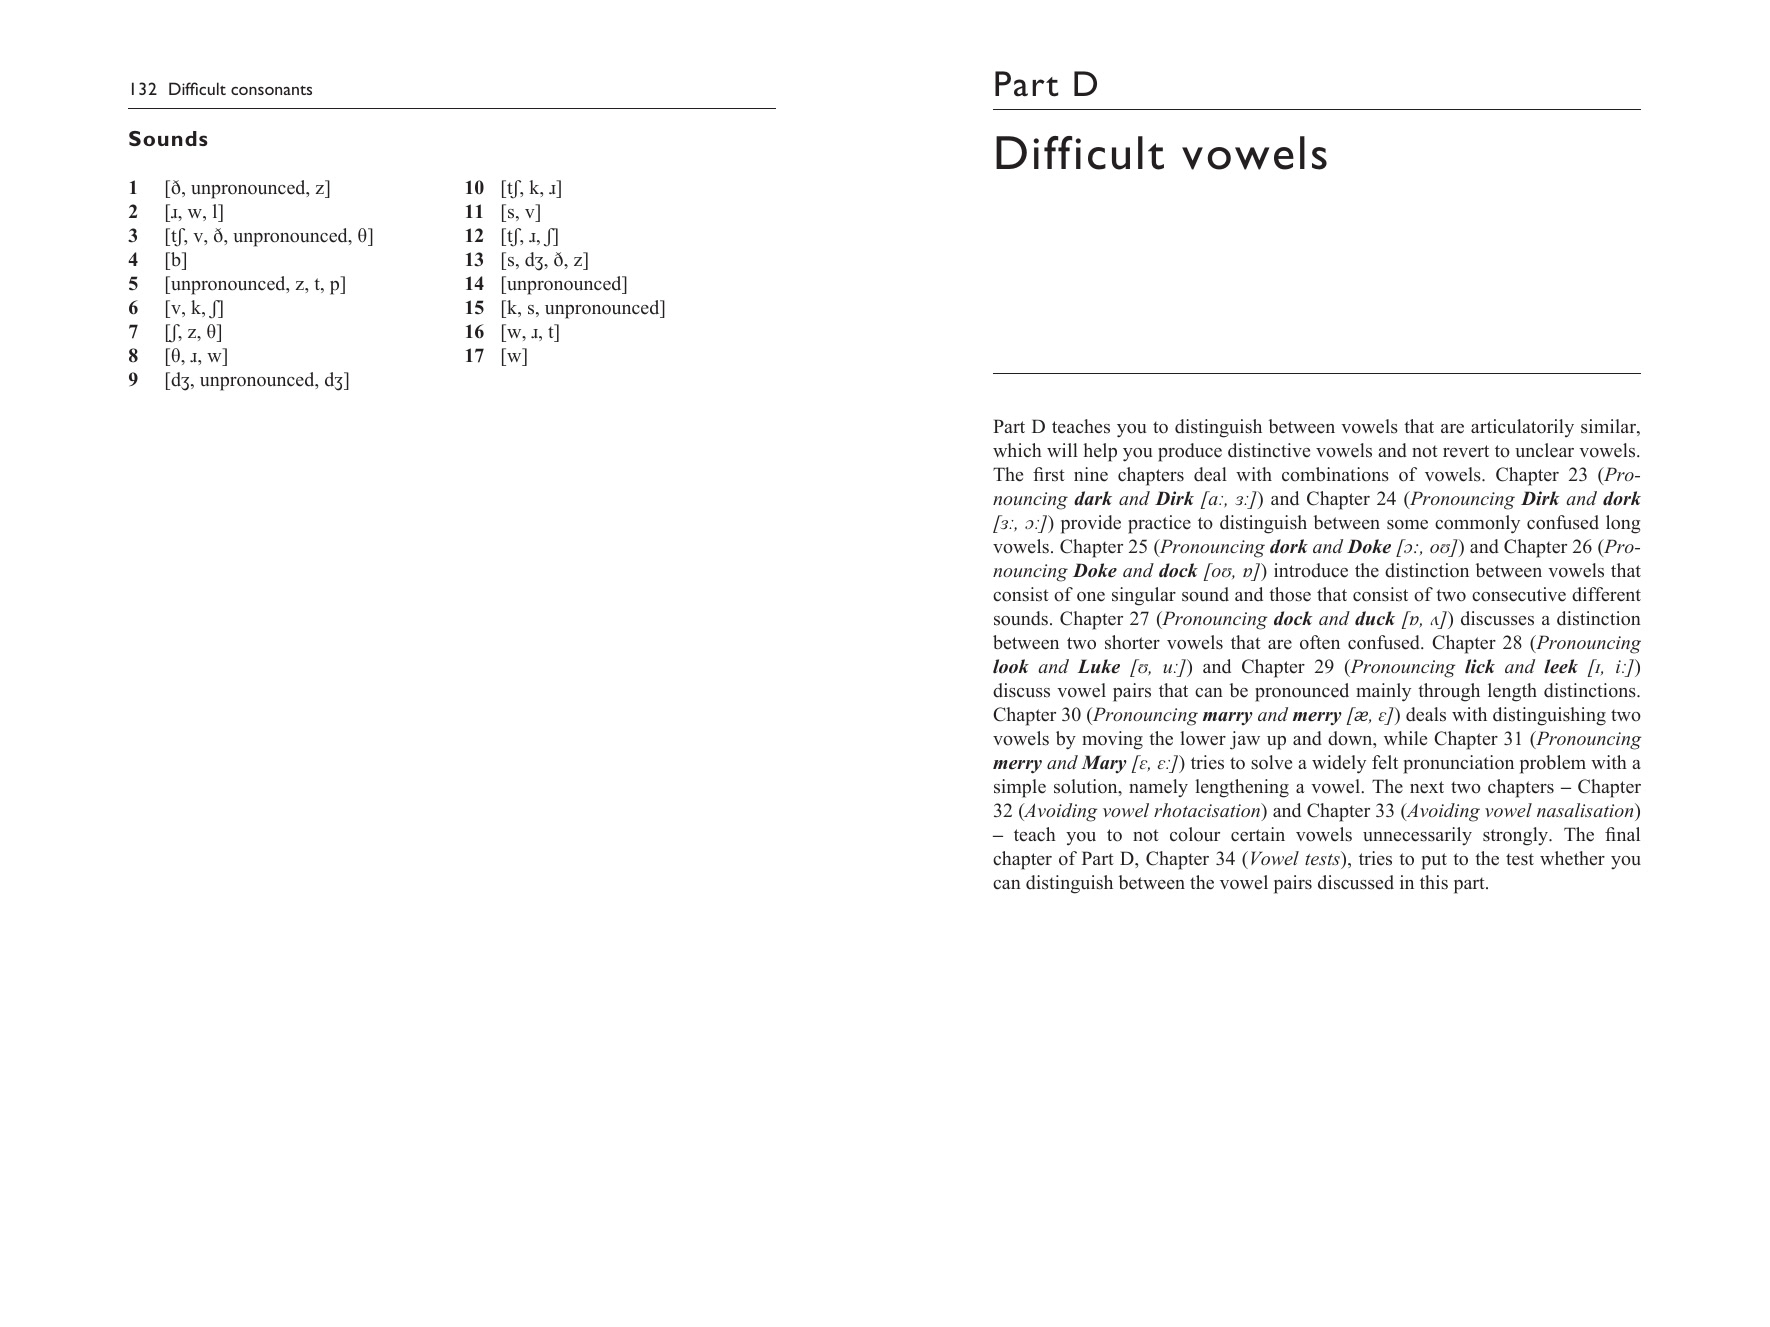 132 Difficult consonants
Sounds
1 [ð, unpronounced, z]
2 [ɹ, w, l]
3 [tʃ, v, ð, unpronounced, θ]
4 [b]
5 [unpronounced, z, t, p]
6 [v, k, ʃ]
7 [ʃ, z, θ]
8 [θ, ɹ, w]
9 [dʒ, unpronounced, dʒ]
10 [tʃ, k, ɹ]
11 [s, v]
12 [tʃ, ɹ, ʃ]
13 [s, dʒ, ð, z]
14 [unpronounced]
15 [k, s, unpronounced]
16 [w, ɹ, t]
17 [w]
Part D
Difficult vowels
Part D teaches you to distinguish between vowels that are articulatorily similar,
which will help you produce distinctive vowels and not revert to unclear vowels.
The first nine chapters deal with combinations of vowels. Chapter 23 (Pro-
nouncing dark and Dirk [aː, ɜː]) and Chapter 24 (Pronouncing Dirk and dork
[ɜː, ɔː]) provide practice to distinguish between some commonly confused long
vowels. Chapter 25 (Pronouncing dork and Doke [ɔː, oʊ]) and Chapter 26 (Pro-
nouncing Doke and dock [oʊ, ɒ]) introduce the distinction between vowels that
consist of one singular sound and those that consist of two consecutive different
sounds. Chapter 27 (Pronouncing dock and duck [ɒ, ʌ]) discusses a distinction
between two shorter vowels that are often confused. Chapter 28 (Pronouncing
look and Luke [ʊ, uː]) and Chapter 29 (Pronouncing lick and leek [ɪ, iː])
discuss vowel pairs that can be pronounced mainly through length distinctions.
Chapter 30 (Pronouncing marry and merry [æ, ɛ]) deals with distinguishing two
vowels by moving the lower jaw up and down, while Chapter 31 (Pronouncing
merry and Mary [ɛ, ɛː]) tries to solve a widely felt pronunciation problem with a
simple solution, namely lengthening a vowel. The next two chapters – Chapter
32 (Avoiding vowel rhotacisation) and Chapter 33 (Avoiding vowel nasalisation)
– teach you to not colour certain vowels unnecessarily strongly. The final
chapter of Part D, Chapter 34 (Vowel tests), tries to put to the test whether you
can distinguish between the vowel pairs discussed in this part.